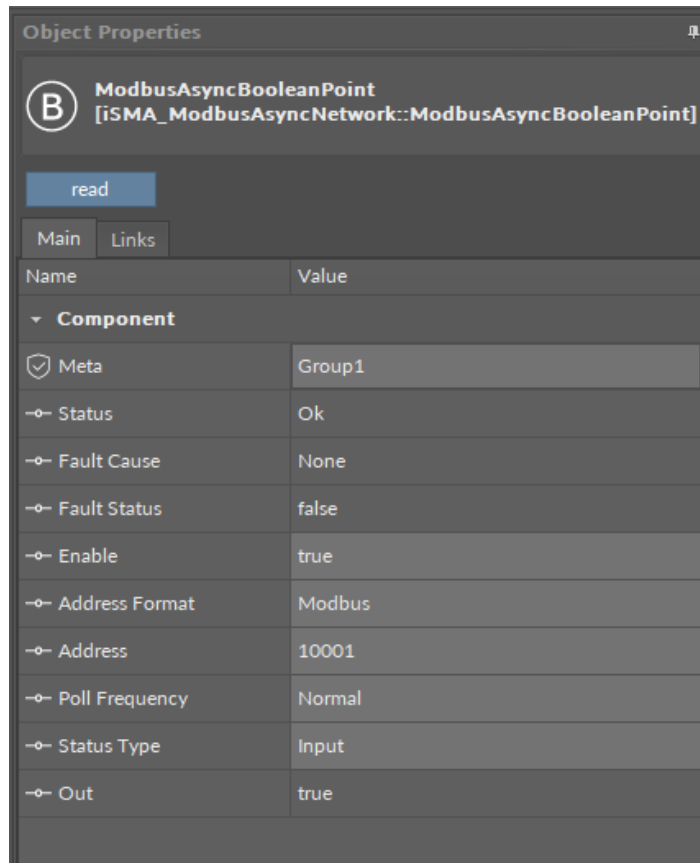 Object Properties
B
ModbusAsyncBooleanPoint
[iSMA_ModbusAsyncNetwork::ModbusAsyncBooleanPoint]
read
Main Links
Name Value
Component
Meta Group1
Status Ok
Fault Cause None
Fault Status false
Enable true
Address Format Modbus
Address 10001
Poll Frequency Normal
Status Type Input
Out true